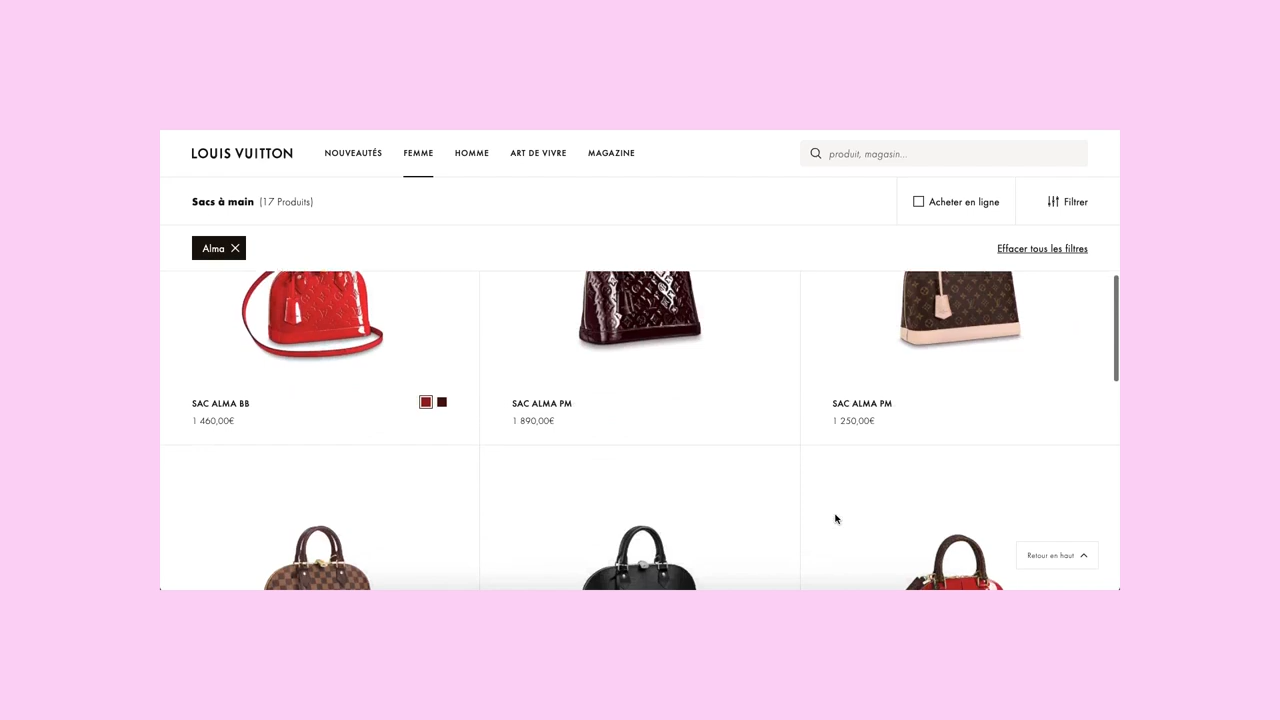 LOUIS VUITTON NOUVEAUTÉS FEMME HOMME ART DE VIVRE MAGAZINE produit, magasin...
Sacs à main (17 Produits) Acheter en ligne Filtrer
Alma Effacer tous les filtres
SAC ALMA BB
1 460,00€
SAC ALMA PM
1 890,00€
SAC ALMA PM
1 250,00€
Retour en haut